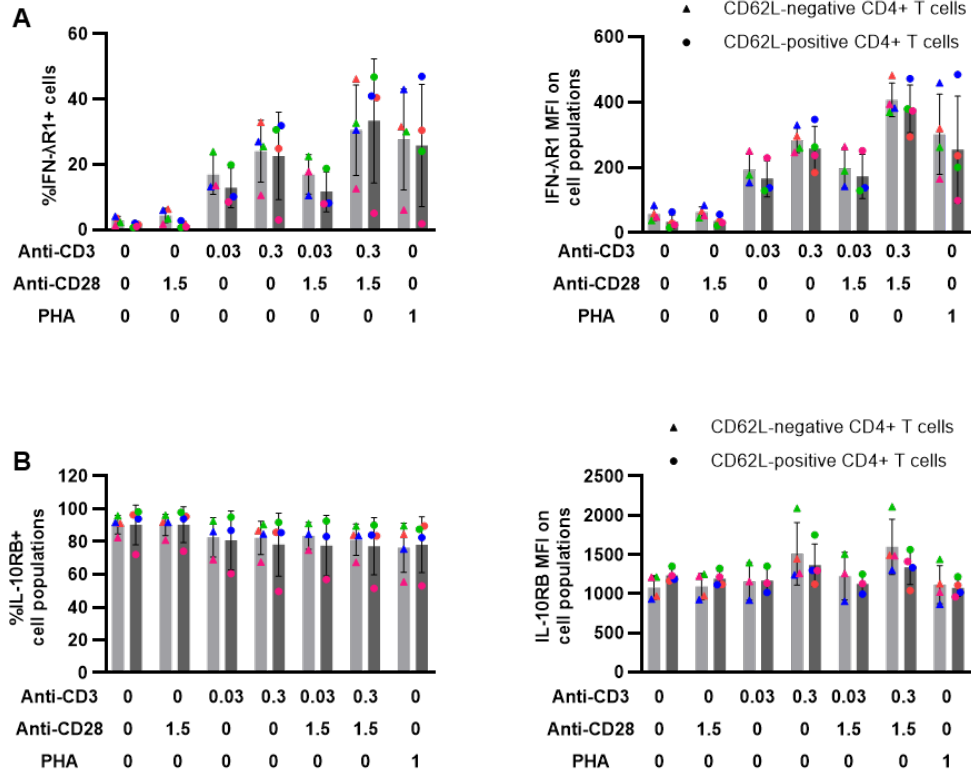 A
▲ CD62L-negative CD4+ T cells
● CD62L-positive CD4+ T cells
%IFN-λR1+ cells
60
40
20
0
Anti-CD3 0 0 0.03 0.3 0.03 0.3 0
Anti-CD28 0 1.5 0 0 1.5 1.5 0
PHA 0 0 0 0 0 0 1
IFN-λR1 MFI on
cell populations
600
400
200
0
Anti-CD3 0 0 0.03 0.3 0.03 0.3 0
Anti-CD28 0 1.5 0 0 1.5 1.5 0
PHA 0 0 0 0 0 0 1
B
▲ CD62L-negative CD4+ T cells
● CD62L-positive CD4+ T cells
%IL-10RB+
cell populations
120
100
80
60
40
20
0
Anti-CD3 0 0 0.03 0.3 0.03 0.3 0
Anti-CD28 0 1.5 0 0 1.5 1.5 0
PHA 0 0 0 0 0 0 1
IL-10RB MFI on
cell populations
2500
2000
1500
1000
500
0
Anti-CD3 0 0 0.03 0.3 0.03 0.3 0
Anti-CD28 0 1.5 0 0 1.5 1.5 0
PHA 0 0 0 0 0 0 1